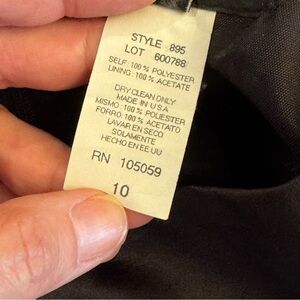 STYLE 895
LOT 600788
SELF: 100% POLYESTER
LINING: 100% ACETATE
DRY CLEAN ONLY
MADE IN U.S.A
MISMO: 100% POLIESTER
FORRO: 100% ACETATO
LAVAR EN SECO
SOLAMENTE
HECHO EN EE UU
RN 105059
10